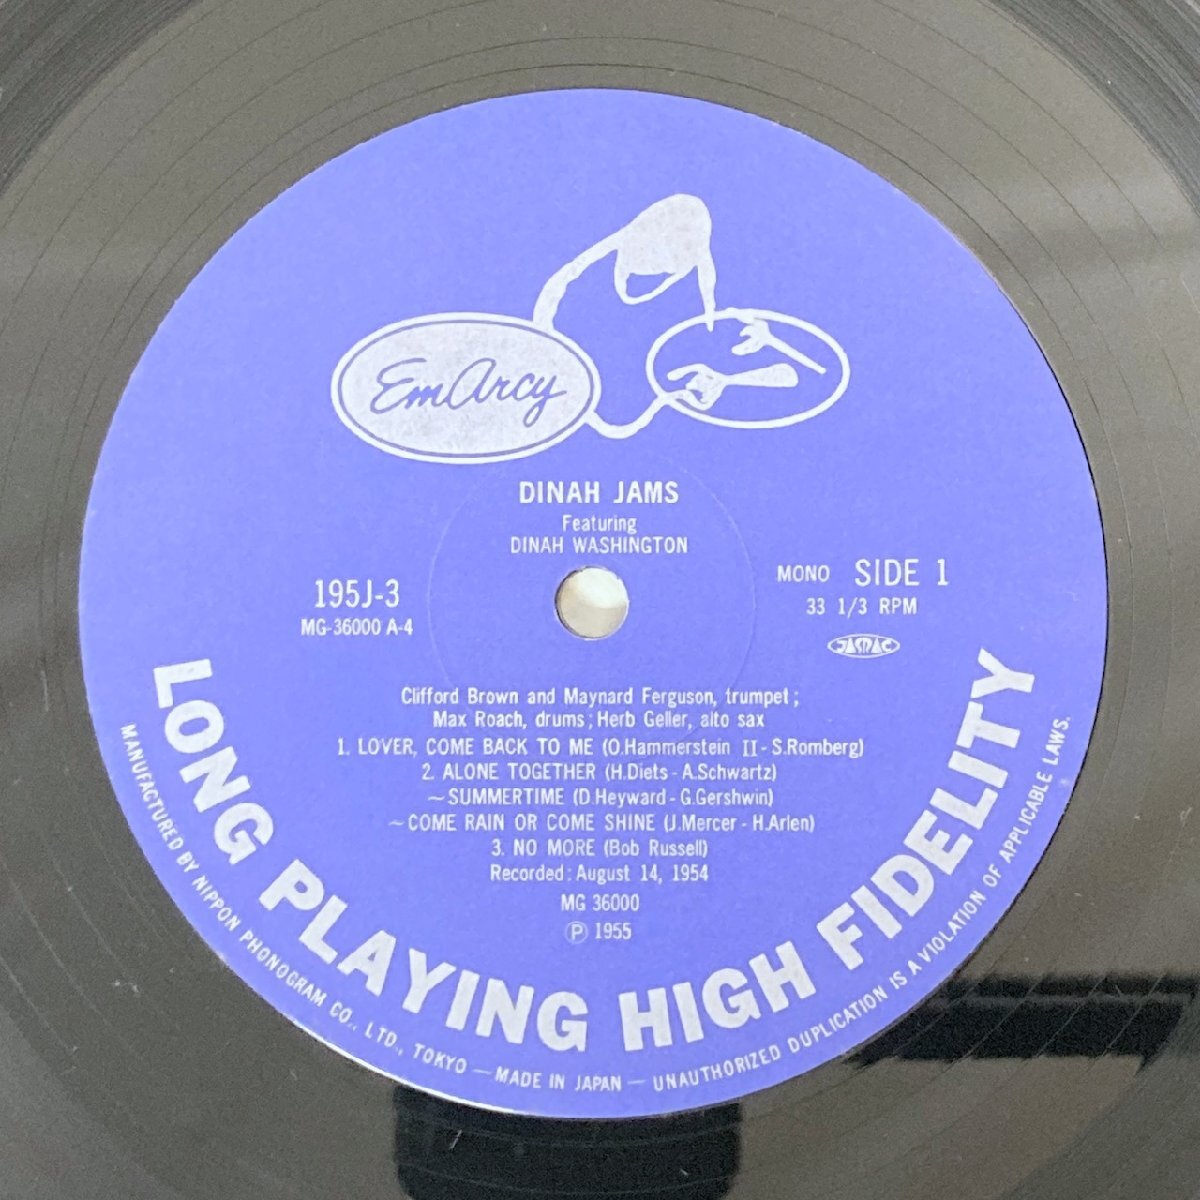 EmArcy
DINAH JAMS
Featuring
DINAH WASHINGTON
195J-3
MG-36000 A-4
MONO SIDE 1
33 1/3 RPM
JASRAC
Clifford Brown and Maynard Ferguson, trumpet;
Max Roach, drums; Herb Geller, alto sax
1. LOVER, COME BACK TO ME (O.Hammerstein II - S.Romberg)
2. ALONE TOGETHER (H.Diets - A.Schwartz)
~SUMMERTIME (D.Heyward - G.Gershwin)
~COME RAIN OR COME SHINE (J.Mercer - H.Arlen)
3. NO MORE (Bob Russell)
Recorded: August 14, 1954
MG 36000
Ⓟ 1955
LONG PLAYING HIGH FIDELITY
MANUFACTURED BY NIPPON PHONOGRAM CO., LTD., TOKYO — MADE IN JAPAN — UNAUTHORIZED DUPLICATION IS A VIOLATION OF APPLICABLE LAWS.